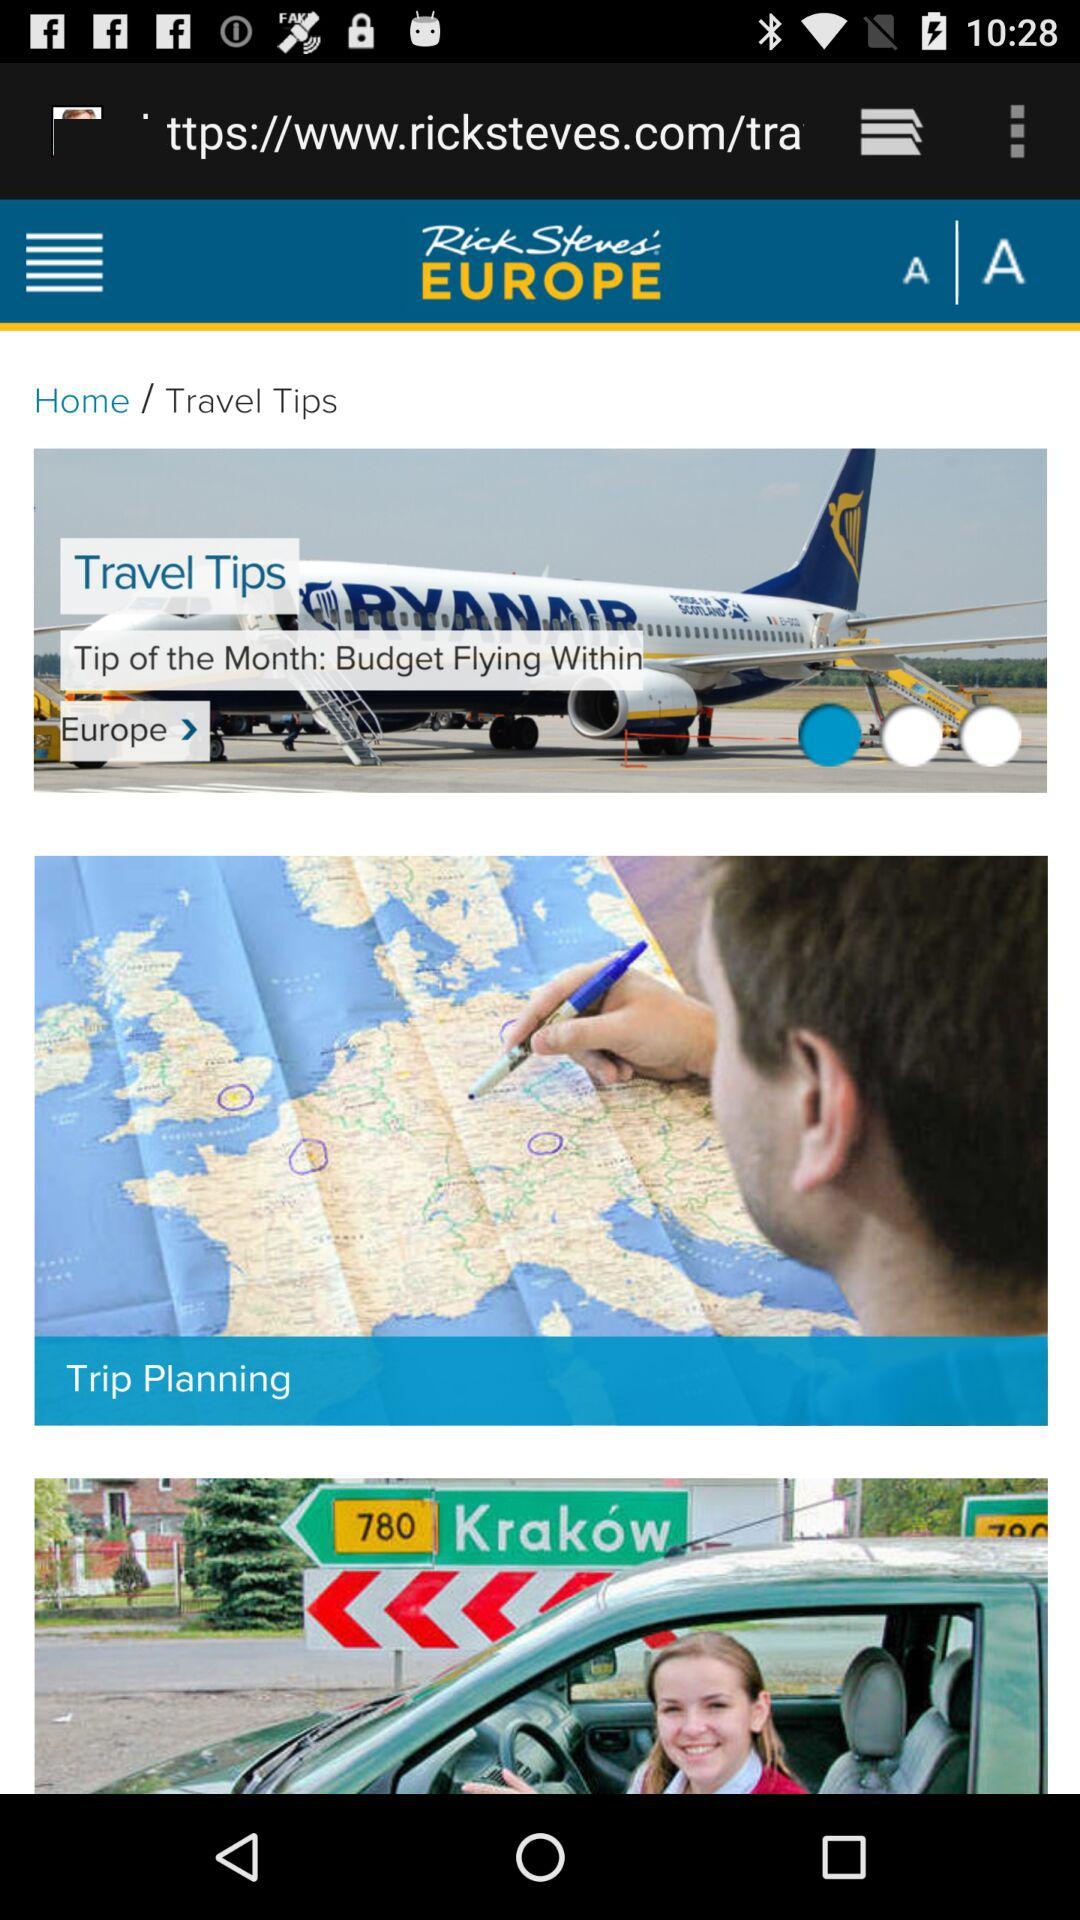 FAKE
10:28
ttps://www.ricksteves.com/tra
Rick Steves'
EUROPE
A A
Home / Travel Tips
Travel Tips
RYANAIR
PRIDE OF
SCOTLAND
Tip of the Month: Budget Flying Within
Europe
Trip Planning
780 Kraków
780